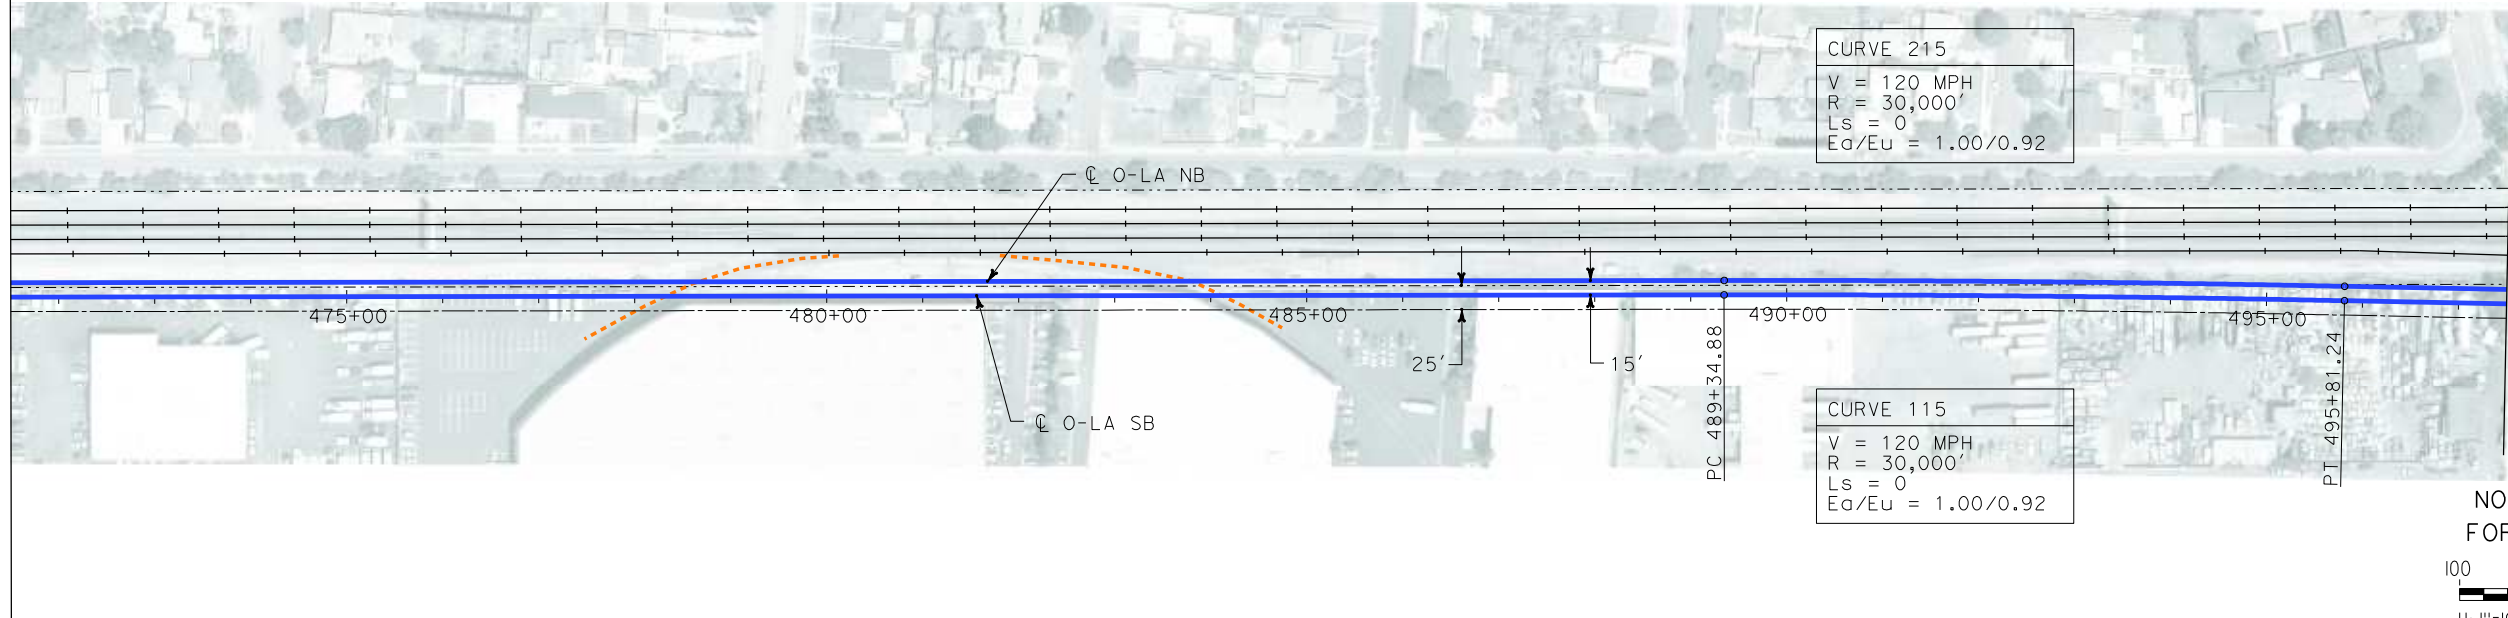 CURVE 215
V = 120 MPH
R = 30,000'
Ls = 0
Ea/Eu = 1.00/0.92
℄ O-LA NB
475+00
480+00
485+00
490+00
495+00
25'
15'
PC 489+34.88
PT 495+81.24
℄ O-LA SB
CURVE 115
V = 120 MPH
R = 30,000'
Ls = 0
Ea/Eu = 1.00/0.92
NO
FOR
100